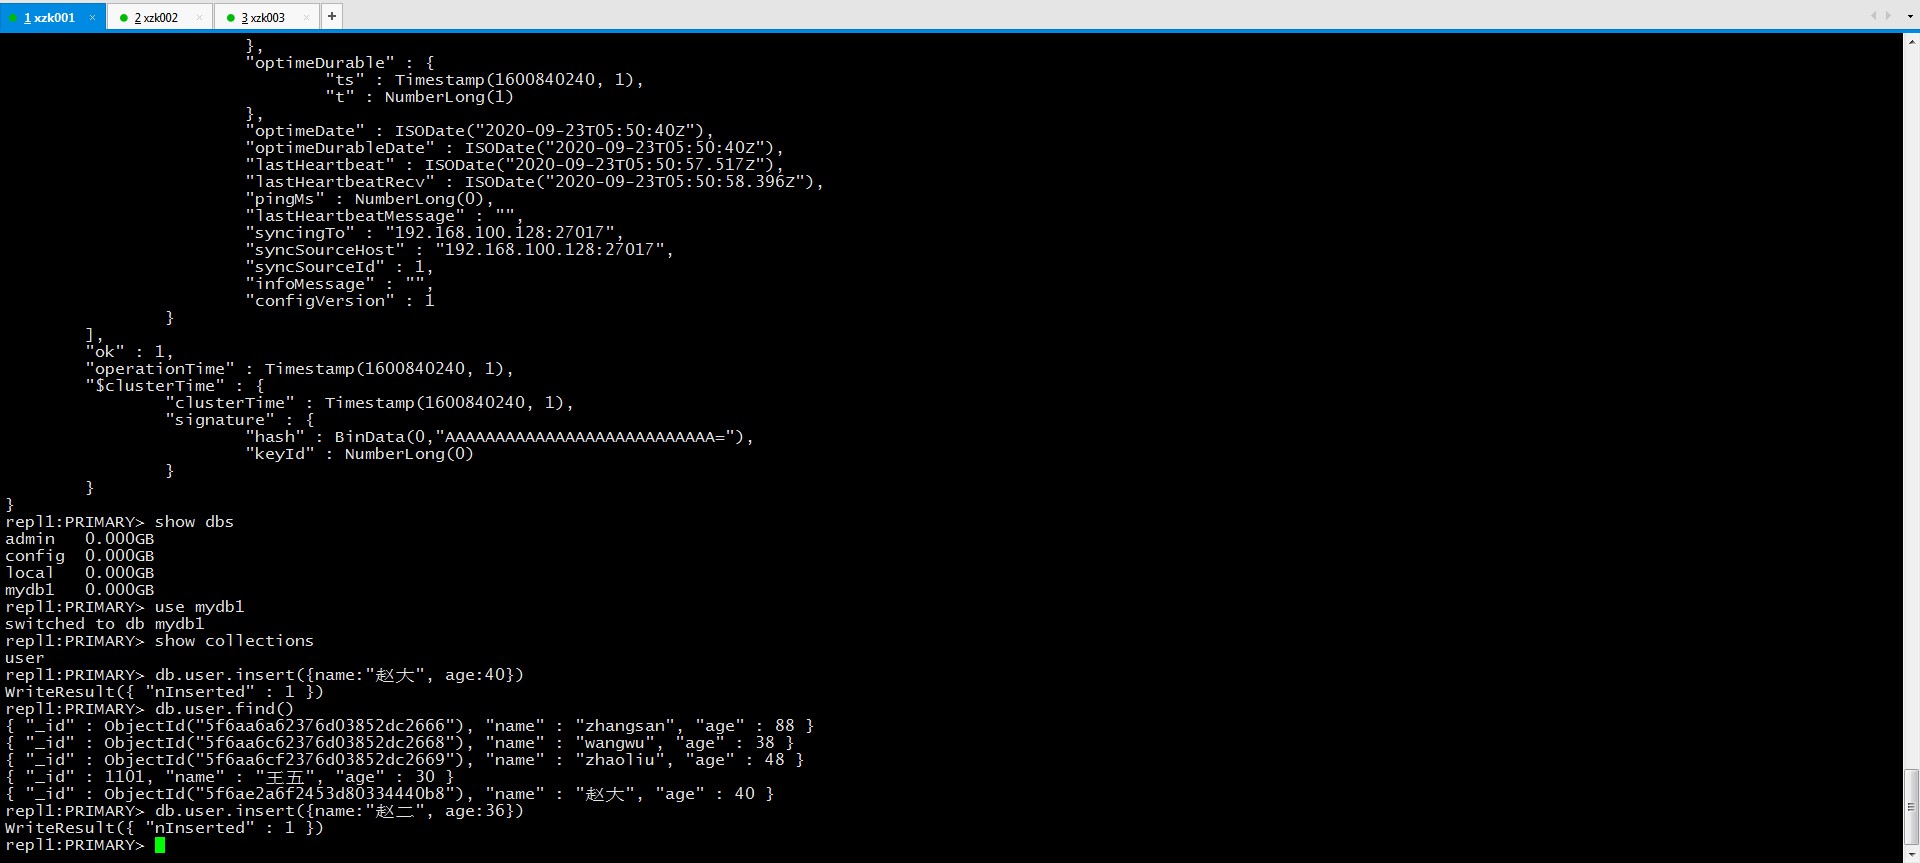 1 xzk001 × 2 xzk002 × 3 xzk003 × +
},
"optimeDurable" : {
"ts" : Timestamp(1600840240, 1),
"t" : NumberLong(1)
},
"optimeDate" : ISODate("2020-09-23T05:50:40Z"),
"optimeDurableDate" : ISODate("2020-09-23T05:50:40Z"),
"lastHeartbeat" : ISODate("2020-09-23T05:50:57.517Z"),
"lastHeartbeatRecv" : ISODate("2020-09-23T05:50:58.396Z"),
"pingMs" : NumberLong(0),
"lastHeartbeatMessage" : "",
"syncingTo" : "192.168.100.128:27017",
"syncSourceHost" : "192.168.100.128:27017",
"syncSourceId" : 1,
"infoMessage" : "",
"configVersion" : 1
}
],
"ok" : 1,
"operationTime" : Timestamp(1600840240, 1),
"$clusterTime" : {
"clusterTime" : Timestamp(1600840240, 1),
"signature" : {
"hash" : BinData(0,"AAAAAAAAAAAAAAAAAAAAAAAAAAA="),
"keyId" : NumberLong(0)
}
}
}
repl1:PRIMARY> show dbs
admin 0.000GB
config 0.000GB
local 0.000GB
mydb1 0.000GB
repl1:PRIMARY> use mydb1
switched to db mydb1
repl1:PRIMARY> show collections
user
repl1:PRIMARY> db.user.insert({name:"赵大", age:40})
WriteResult({ "nInserted" : 1 })
repl1:PRIMARY> db.user.find()
{ "_id" : ObjectId("5f6aa6a62376d03852dc2666"), "name" : "zhangsan", "age" : 88 }
{ "_id" : ObjectId("5f6aa6c62376d03852dc2668"), "name" : "wangwu", "age" : 38 }
{ "_id" : ObjectId("5f6aa6cf2376d03852dc2669"), "name" : "zhaoliu", "age" : 48 }
{ "_id" : 1101, "name" : "王五", "age" : 30 }
{ "_id" : ObjectId("5f6ae2a6f2453d80334440b8"), "name" : "赵大", "age" : 40 }
repl1:PRIMARY> db.user.insert({name:"赵二", age:36})
WriteResult({ "nInserted" : 1 })
repl1:PRIMARY>